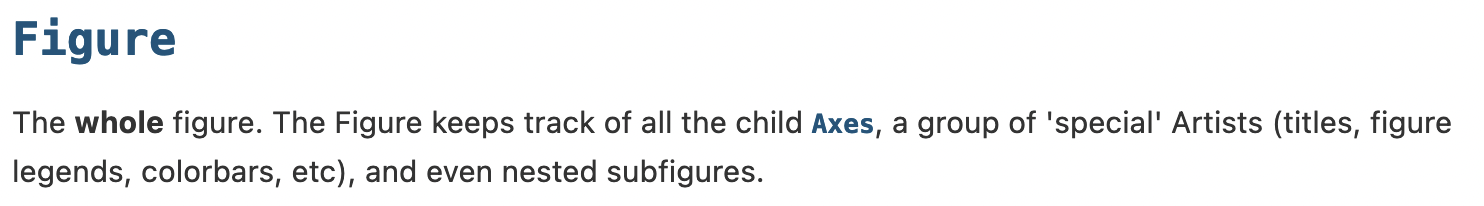 Figure
The whole figure. The Figure keeps track of all the child Axes, a group of 'special' Artists (titles, figure
legends, colorbars, etc), and even nested subfigures.